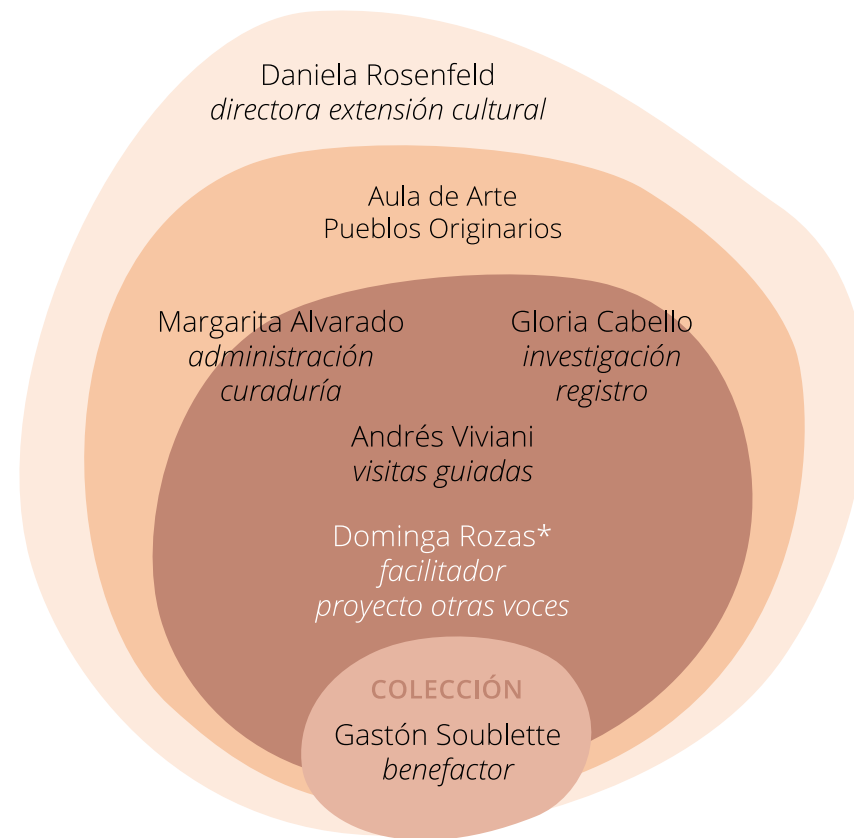 Daniela Rosenfeld
directora extensión cultural
Aula de Arte
Pueblos Originarios
Margarita Alvarado
administración
curaduría
Gloria Cabello
investigación
registro
Andrés Viviani
visitas guiadas
Dominga Rozas*
facilitador
proyecto otras voces
COLECCIÓN
Gastón Soublette
benefactor